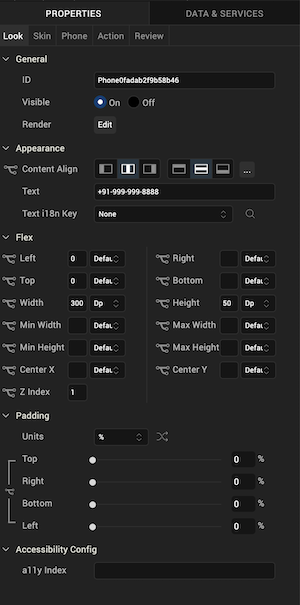 PROPERTIES DATA & SERVICES
Look Skin Phone Action Review
General
ID Phone0fadab2f9b58b46
Visible On Off
Render Edit
Appearance
Content Align ...
Text +91-999-999-8888
Text i18n Key None
Flex
Left 0 Defau Right Defau
Top 0 Defau Bottom Defau
Width 300 Dp Height 50 Dp
Min Width Defau Max Width Defau
Min Height Defau Max Height Defau
Center X Defau Center Y Defau
Z Index 1
Padding
Units %
Top 0 %
Right 0 %
Bottom 0 %
Left 0 %
Accessibility Config
a11y Index